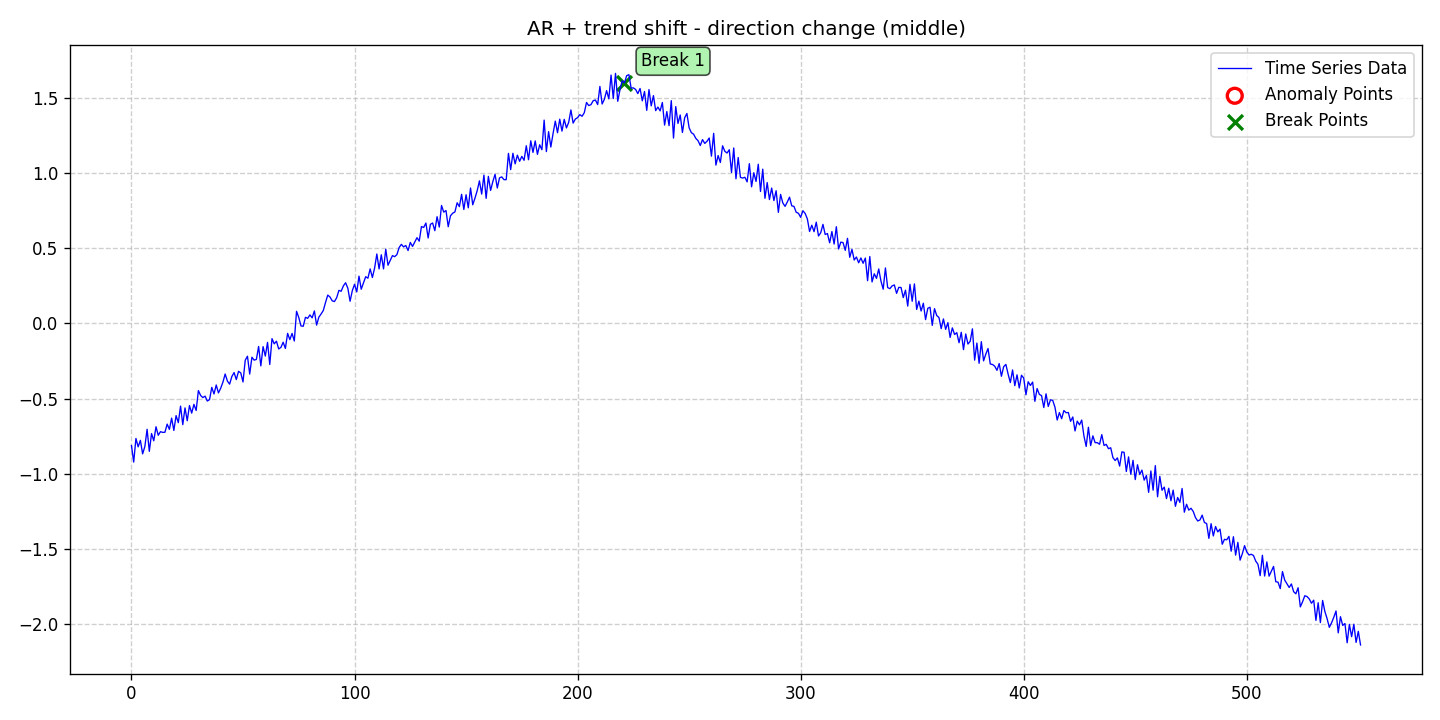 AR + trend shift - direction change (middle)
Break 1
Time Series Data
Anomaly Points
Break Points
1.5
1.0
0.5
0.0
−0.5
−1.0
−1.5
−2.0
0
100
200
300
400
500